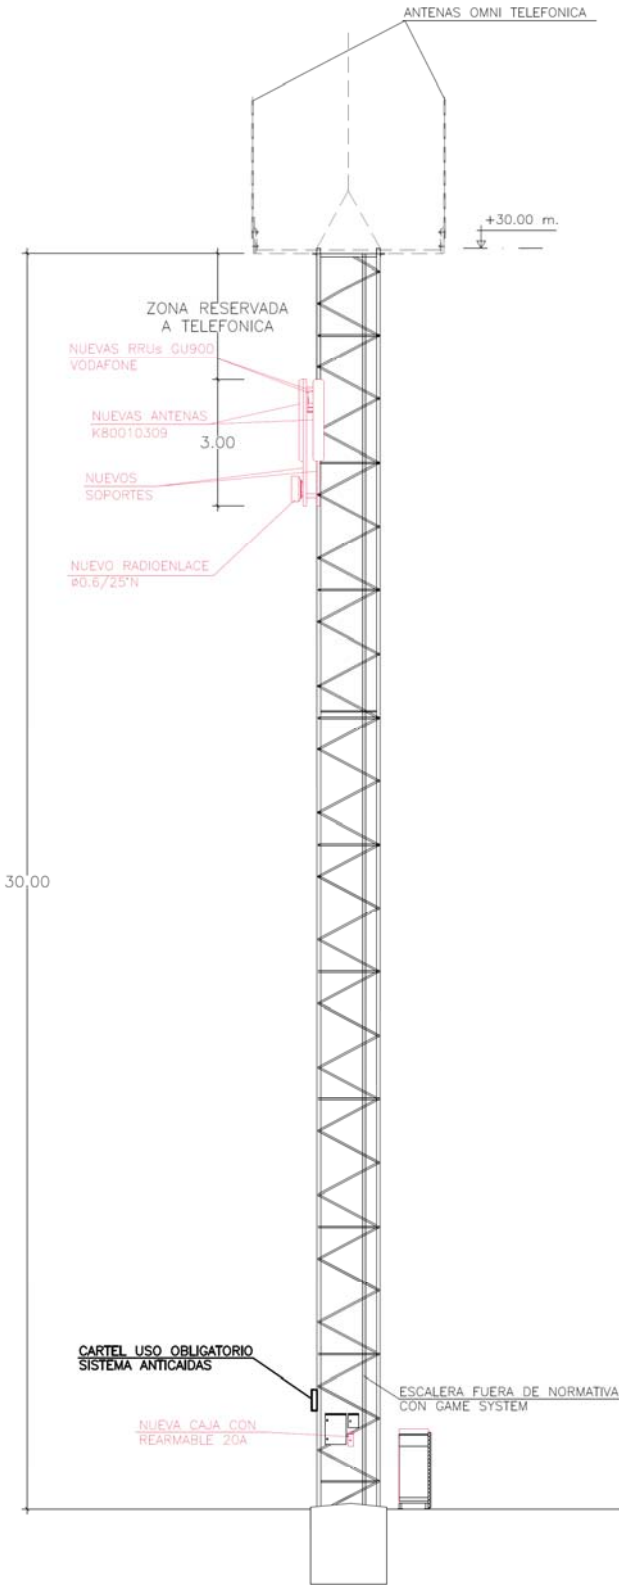 ANTENAS OMNI TELEFONICA
+30.00 m.
ZONA RESERVADA
A TELEFONICA
NUEVAS RRUs GU900
VODAFONE
NUEVAS ANTENAS
K80010309
3.00
NUEVOS
SOPORTES
NUEVO RADIOENLACE
ø0.6/25°N
30.00
CARTEL USO OBLIGATORIO
SISTEMA ANTICAIDAS
ESCALERA FUERA DE NORMATIVA
CON GAME SYSTEM
NUEVA CAJA CON
REARMABLE 20A